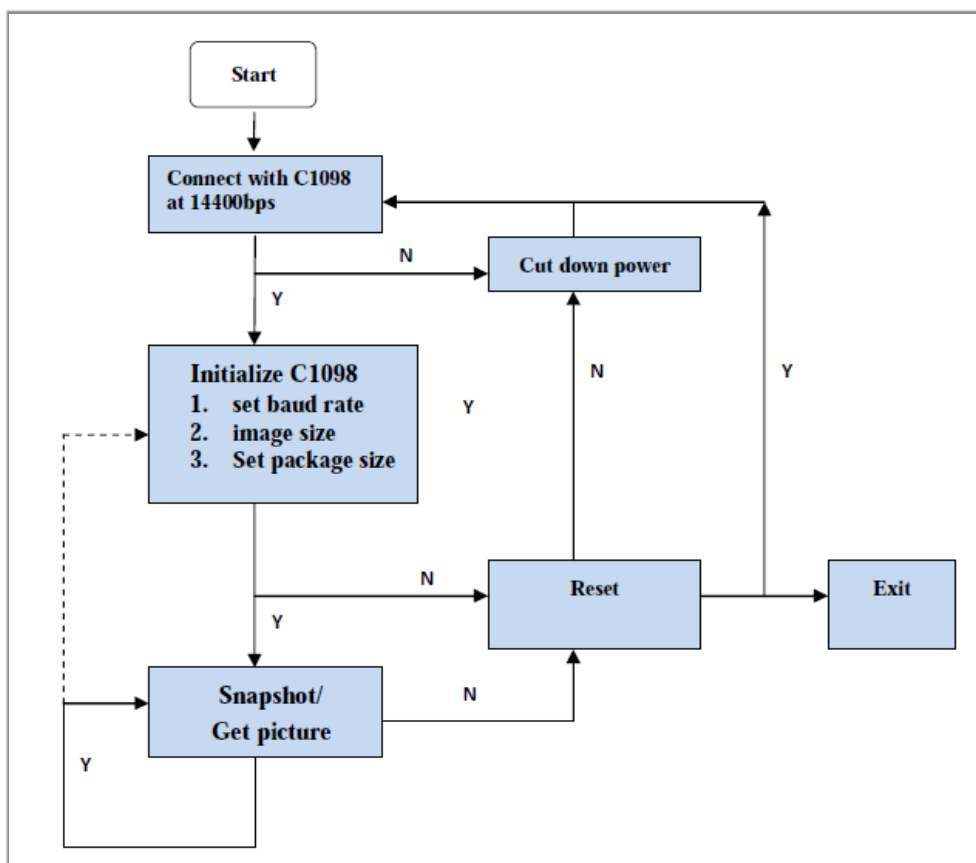 Start
Connect with C1098
at 14400bps
N
Cut down power
Y
Initialize C1098
1. set baud rate
2. image size
3. Set package size
Y
N
Y
N
Reset
Exit
Y
Snapshot/
Get picture
N
Y